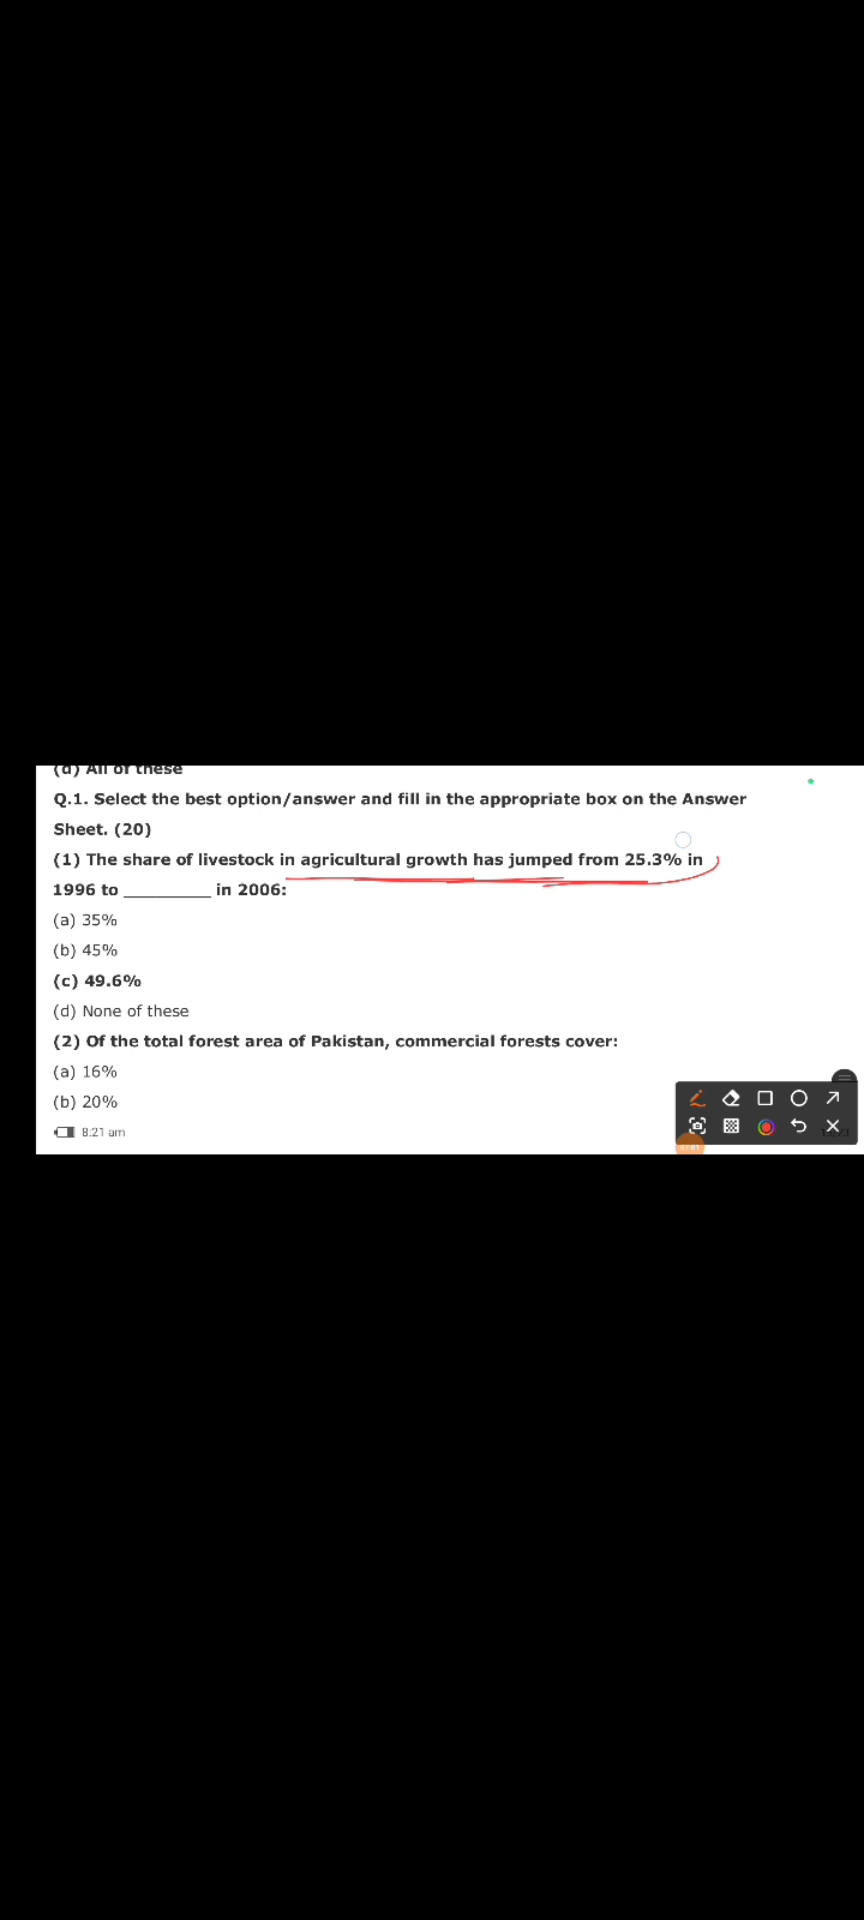 (d) All of these
Q.1. Select the best option/answer and fill in the appropriate box on the Answer
Sheet. (20)
(1) The share of livestock in agricultural growth has jumped from 25.3% in
1996 to __________ in 2006:
(a) 35%
(b) 45%
(c) 49.6%
(d) None of these
(2) Of the total forest area of Pakistan, commercial forests cover:
(a) 16%
(b) 20%
8:21 am